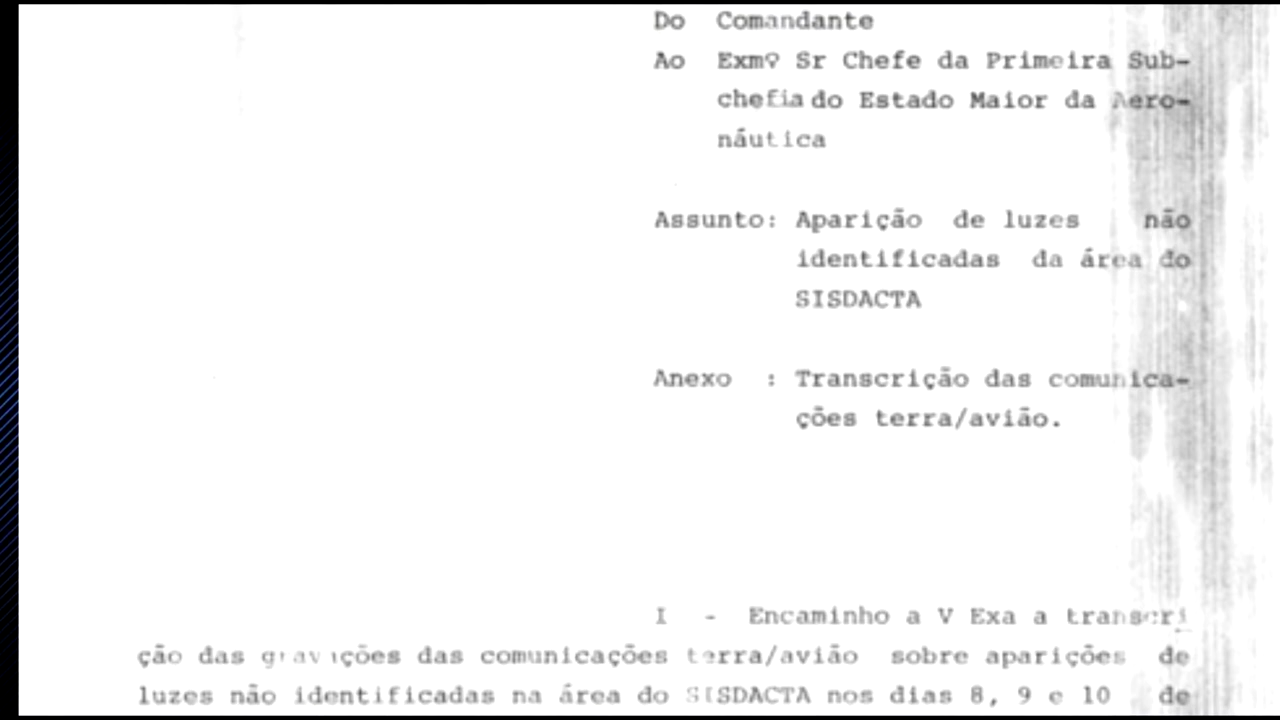 Do Comandante
Ao Exmº Sr Chefe da Primeira Sub-
chefia do Estado Maior da Aero-
náutica
Assunto: Aparição de luzes não
identificadas da área do
SISDACTA
Anexo : Transcrição das comunica-
ções terra/avião.
I - Encaminho a V Exa a transcri
ção das gravações das comunicações terra/avião sobre aparições de
luzes não identificadas na área do SISDACTA nos dias 8, 9 e 10 de